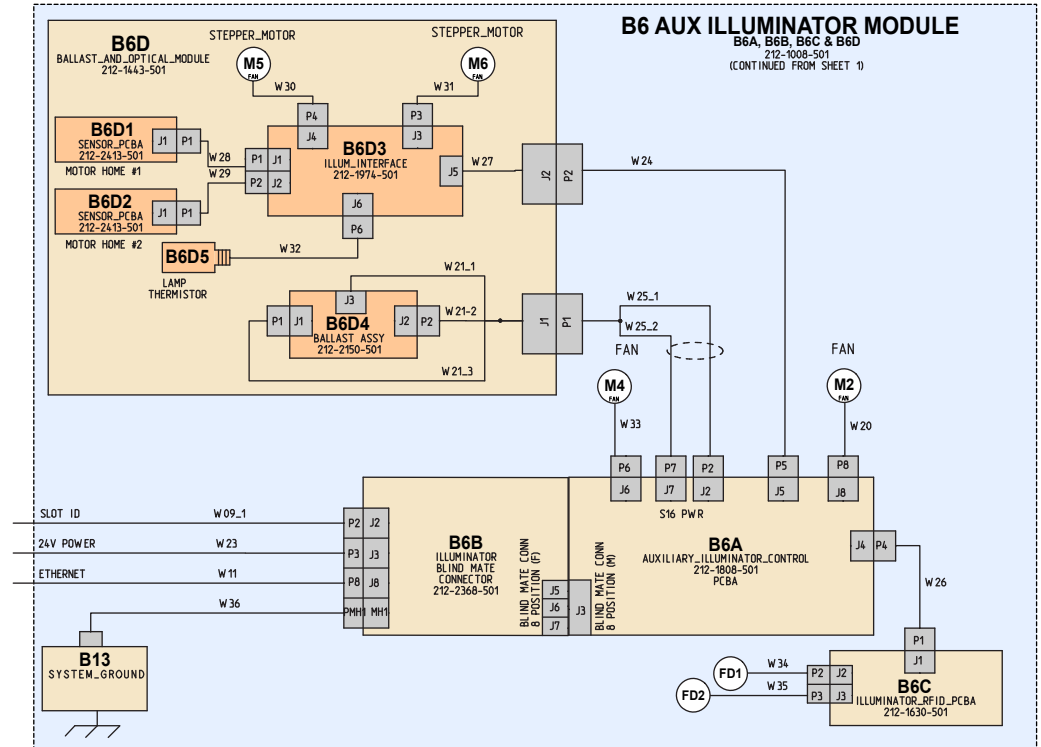 B6 AUX ILLUMINATOR MODULE
B6A, B6B, B6C & B6D
212-1008-501
(CONTINUED FROM SHEET 1)
B6D
BALLAST_AND_OPTICAL_MODULE
212-1443-501
STEPPER_MOTOR
M5
FAN
W30
STEPPER_MOTOR
M6
FAN
W31
P4
J4
P3
J3
B6D1
SENSOR_PCBA
212-2413-501
J1 P1
MOTOR HOME #1
W28
W29
B6D2
SENSOR_PCBA
212-2413-501
J1 P1
MOTOR HOME #2
P1 J1
P2 J2
B6D3
ILLUM_INTERFACE
212-1974-501
J5
W27
J2 P2
W24
J6
P6
B6D5
W32
LAMP
THERMISTOR
W21_1
J3
P1 J1
B6D4
BALLAST ASSY
212-2150-501
J2 P2
W21-2
W21_3
J1 P1
W25_1
W25_2
FAN
M4
FAN
W33
FAN
M2
FAN
W20
P6
J6
P7
J7
P2
J2
P5
J5
P8
J8
S16 PWR
SLOT ID
W09_1
P2 J2
24V POWER
W23
P3 J3
ETHERNET
W11
P8 J8
W36
PMH1 MH1
B6B
ILLUMINATOR
BLIND MATE
CONNECTOR
212-2368-501
BLIND MATE CONN
8 POSITION (F)
J5
J6
J7
J3
BLIND MATE CONN
8 POSITION (M)
B6A
AUXILIARY_ILLUMINATOR_CONTROL
212-1808-501
PCBA
J4 P4
W26
B13
SYSTEM_GROUND
P1
J1
FD1
W34
P2 J2
FD2
W35
P3 J3
B6C
ILLUMINATOR_RFID_PCBA
212-1630-501